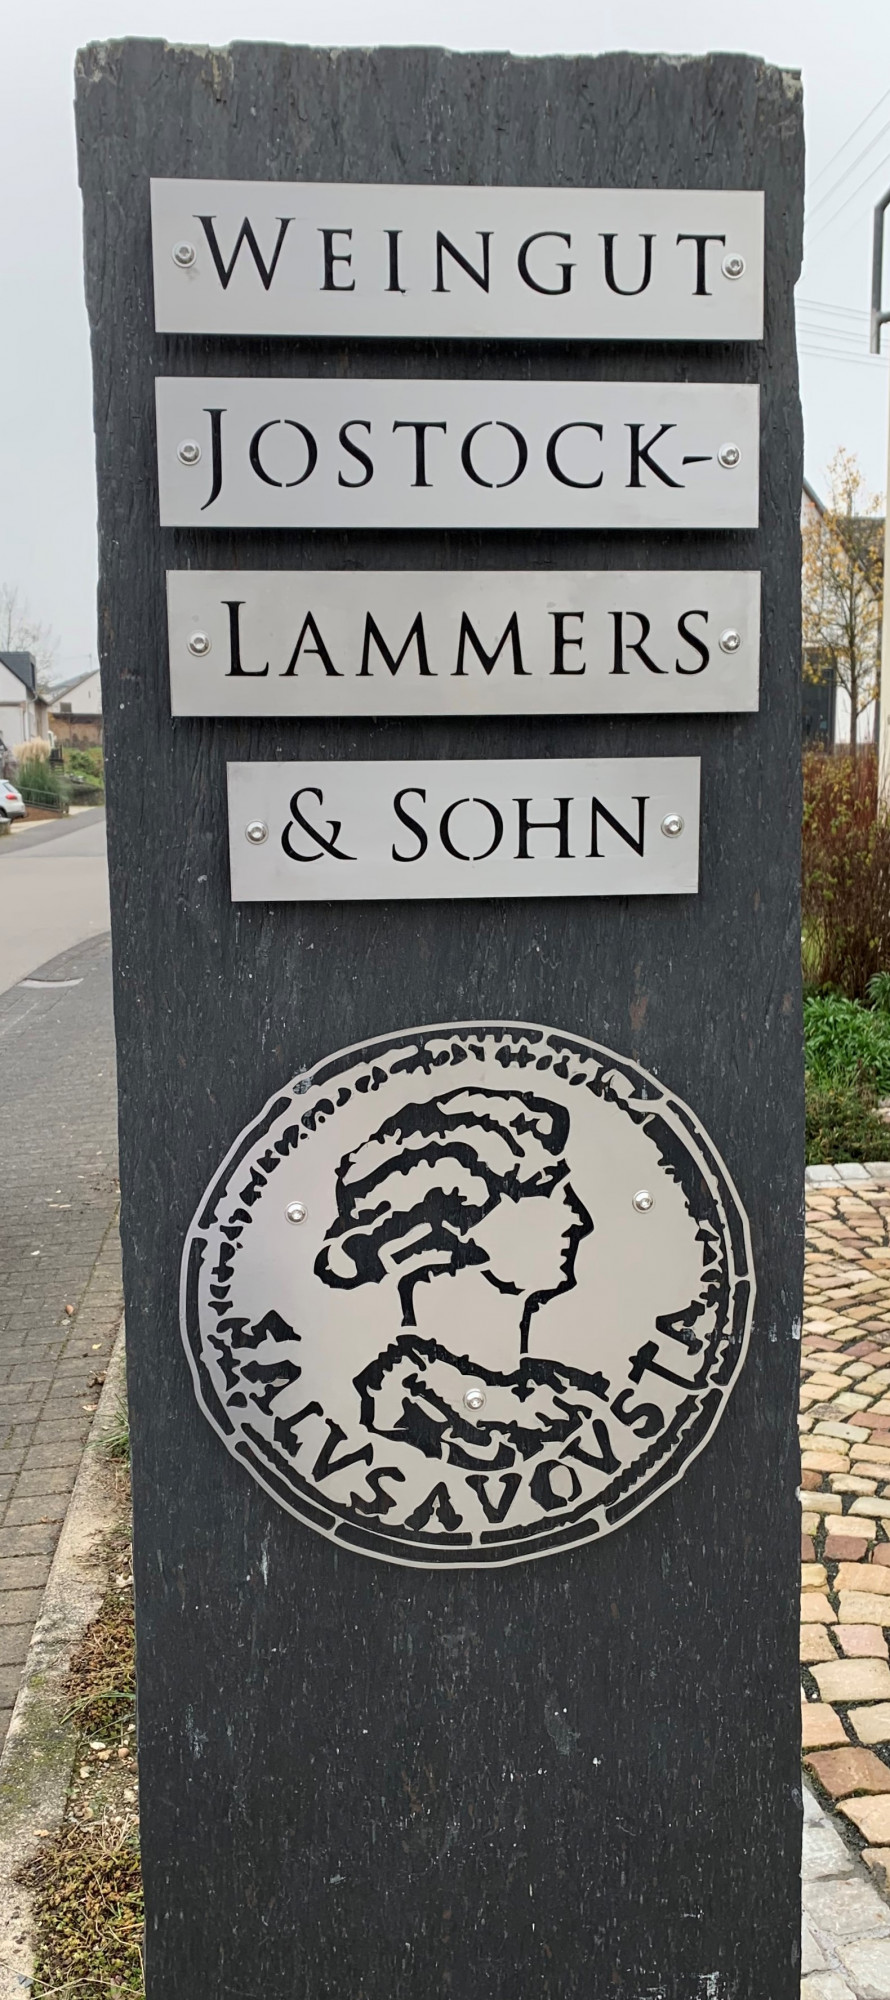 WEINGUT
JOSTOCK-
LAMMERS
& SOHN
SALVSAVGVSTA